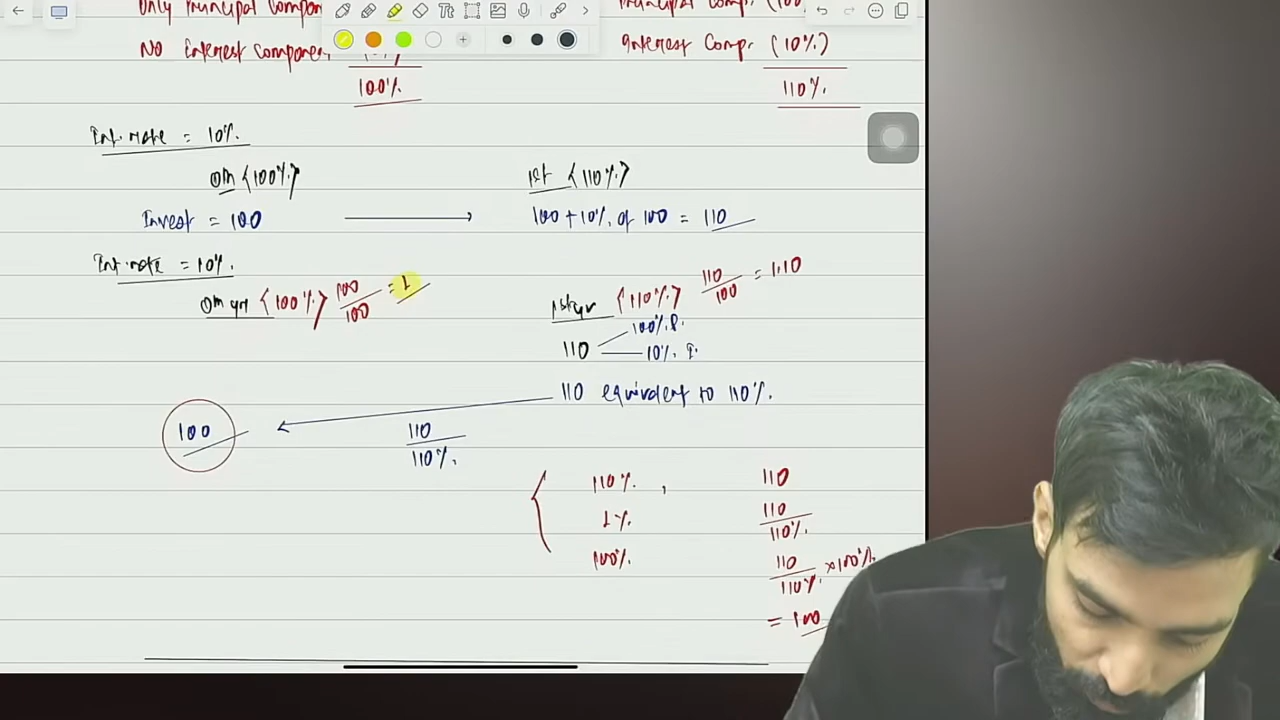 Only Principal Compon
Principal Comp. (100
No interest component
Interest Comp. (10%)
100%
110%
Int. rate = 10%.
0th <100%>
1st <110%>
Invest = 100
100 + 10% of 100 = 110
Int. rate = 10%.
0th yr <100%> 100/100 = 1
1st yr <110%> 110/100 = 1.10
100% P.
110
10% I.
110 equivalent to 110%.
100
110
110%.
110%. , 110
1%. 110/110%.
100%. 110/110% × 100%
= 100